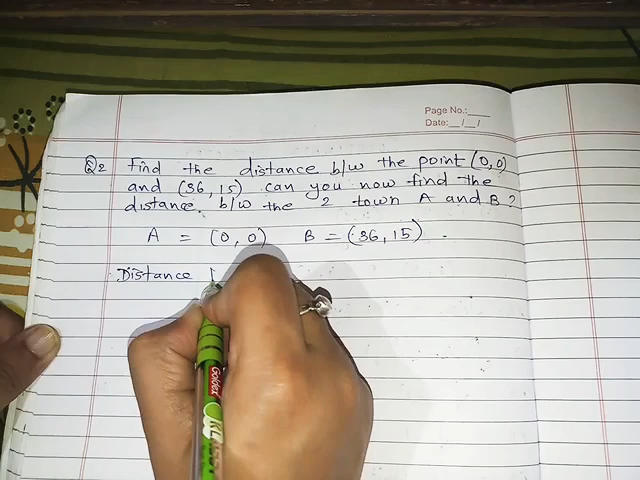 Page No.:
Date: / /
Q2 Find the distance b/w the point (0,0)
and (36,15) can you now find the
distance b/w the 2 town A and B ?
A = (0,0) B = (36,15) .
Distance
Goldex